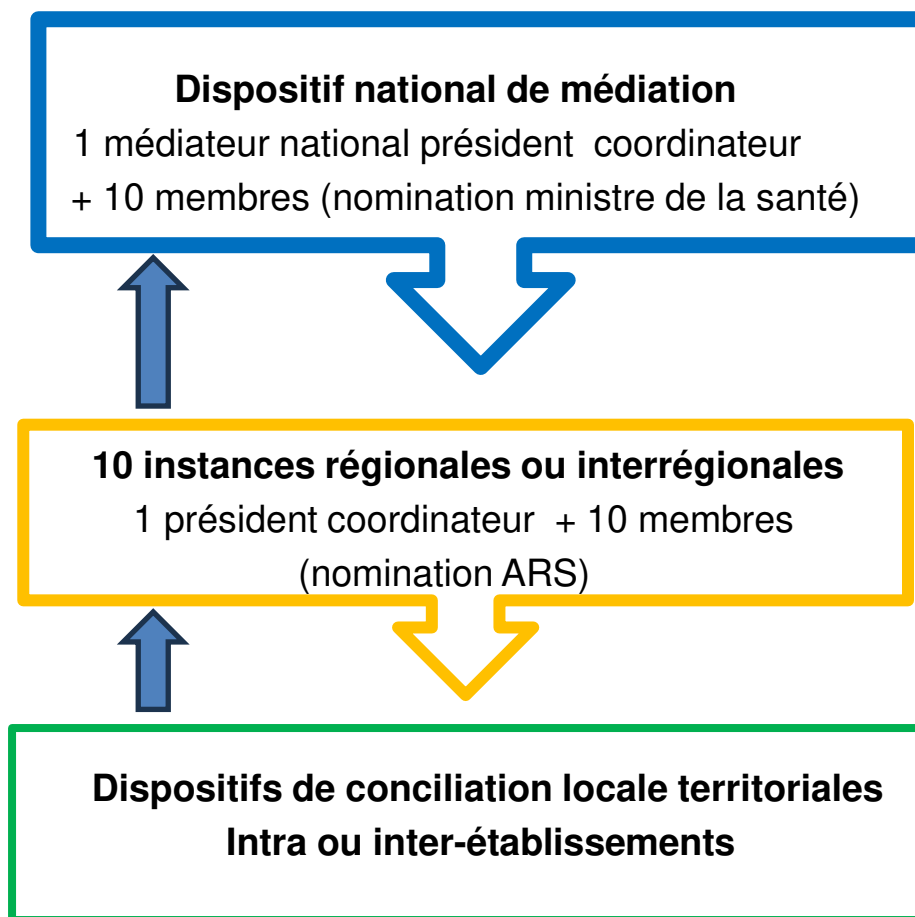 Dispositif national de médiation
1 médiateur national président coordinateur
+ 10 membres (nomination ministre de la santé)
10 instances régionales ou interrégionales
1 président coordinateur + 10 membres
(nomination ARS)
Dispositifs de conciliation locale territoriales
Intra ou inter-établissements